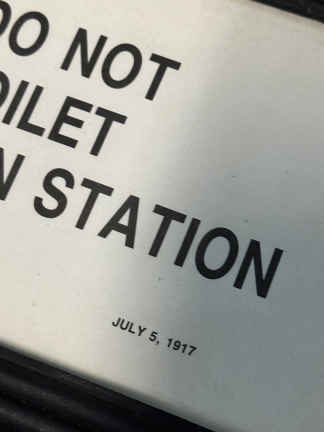 DO NOT
OILET
N STATION
JULY 5, 1917